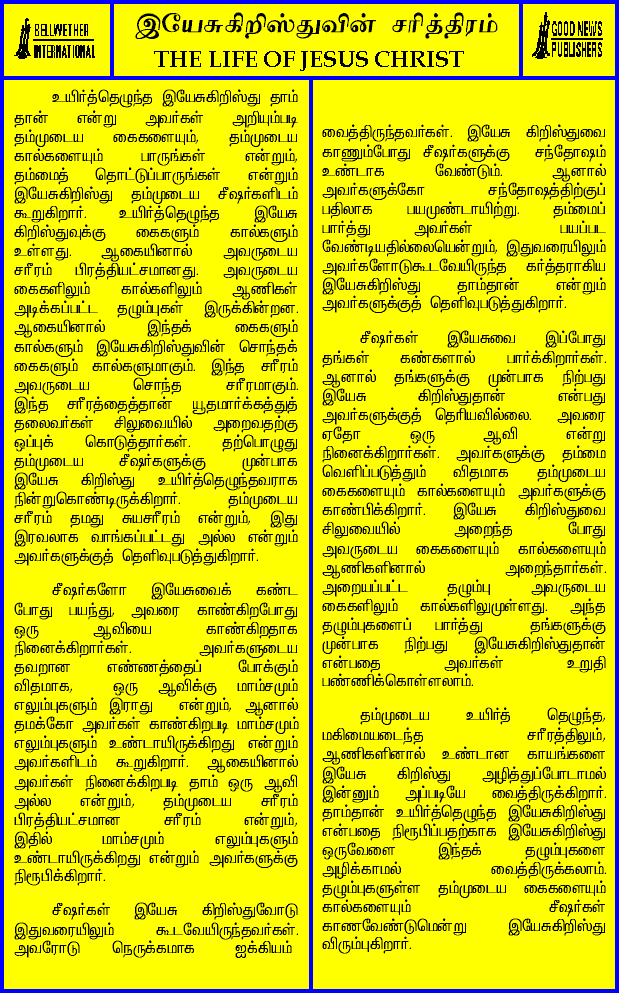 BELLWETHER
INTERNATIONAL
இயேசுகிறிஸ்துவின் சரித்திரம்
THE LIFE OF JESUS CHRIST
GOOD NEWS
PUBLISHERS
உயிர்த்தெழுந்த இயேசுகிறிஸ்து தாம்
தான் என்று அவர்கள் அறியும்படி
தம்முடைய கைகளையும், தம்முடைய
கால்களையும் பாருங்கள் என்றும்,
தம்மைத் தொட்டுப்பாருங்கள் என்றும்
இயேசுகிறிஸ்து தம்முடைய சீஷர்களிடம்
கூறுகிறார். உயிர்த்தெழுந்த இயேசு
கிறிஸ்துவுக்கு கைகளும் கால்களும்
உள்ளது. ஆகையினால் அவருடைய
சரீரம் பிரத்தியட்சமானது. அவருடைய
கைகளிலும் கால்களிலும் ஆணிகள்
அடிக்கப்பட்ட தழும்புகள் இருக்கின்றன.
ஆகையினால் இந்தக் கைகளும்
கால்களும் இயேசுகிறிஸ்துவின் சொந்தக்
கைகளும் கால்களுமாகும். இந்த சரீரம்
அவருடைய சொந்த சரீரமாகும்.
இந்த சரீரத்தைத்தான் யூதமார்க்கத்துத்
தலைவர்கள் சிலுவையில் அறைவதற்கு
ஒப்புக் கொடுத்தார்கள். தற்பொழுது
தம்முடைய சீஷர்களுக்கு முன்பாக
இயேசு கிறிஸ்து உயிர்த்தெழுந்தவராக
நின்றுகொண்டிருக்கிறார். தம்முடைய
சரீரம் தமது சுயசரீரம் என்றும், இது
இரவலாக வாங்கப்பட்டது அல்ல என்றும்
அவர்களுக்குத் தெளிவுபடுத்துகிறார்.
சீஷர்களோ இயேசுவைக் கண்ட
போது பயந்து, அவரை காண்கிறபோது
ஒரு ஆவியை காண்கிறதாக
நினைக்கிறார்கள். அவர்களுடைய
தவறான எண்ணத்தைப் போக்கும்
விதமாக, ஒரு ஆவிக்கு மாம்சமும்
எலும்புகளும் இராது என்றும், ஆனால்
தமக்கோ அவர்கள் காண்கிறபடி மாம்சமும்
எலும்புகளும் உண்டாயிருக்கிறது என்றும்
அவர்களிடம் கூறுகிறார். ஆகையினால்
அவர்கள் நினைக்கிறபடி தாம் ஒரு ஆவி
அல்ல என்றும், தம்முடைய சரீரம்
பிரத்தியட்சமான சரீரம் என்றும்,
இதில் மாம்சமும் எலும்புகளும்
உண்டாயிருக்கிறது என்றும் அவர்களுக்கு
நிரூபிக்கிறார்.
சீஷர்கள் இயேசு கிறிஸ்துவோடு
இதுவரையிலும் கூடவேயிருந்தவர்கள்.
அவரோடு நெருக்கமாக ஐக்கியம்
வைத்திருந்தவர்கள். இயேசு கிறிஸ்துவை
காணும்போது சீஷர்களுக்கு சந்தோஷம்
உண்டாக வேண்டும். ஆனால்
அவர்களுக்கோ சந்தோஷத்திற்குப்
பதிலாக பயமுண்டாயிற்று. தம்மைப்
பார்த்து அவர்கள் பயப்பட
வேண்டியதில்லையென்றும், இதுவரையிலும்
அவர்களோடுகூடவேயிருந்த கர்த்தராகிய
இயேசுகிறிஸ்து தாம்தான் என்றும்
அவர்களுக்குத் தெளிவுபடுத்துகிறார்.
சீஷர்கள் இயேசுவை இப்போது
தங்கள் கண்களால் பார்க்கிறார்கள்.
ஆனால் தங்களுக்கு முன்பாக நிற்பது
இயேசு கிறிஸ்துதான் என்பது
அவர்களுக்குத் தெரியவில்லை. அவரை
ஏதோ ஒரு ஆவி என்று
நினைக்கிறார்கள். அவர்களுக்கு தம்மை
வெளிப்படுத்தும் விதமாக தம்முடைய
கைகளையும் கால்களையும் அவர்களுக்கு
காண்பிக்கிறார். இயேசு கிறிஸ்துவை
சிலுவையில் அறைந்த போது
அவருடைய கைகளையும் கால்களையும்
ஆணிகளினால் அறைந்தார்கள்.
அறையப்பட்ட தழும்பு அவருடைய
கைகளிலும் கால்களிலுமுள்ளது. அந்த
தழும்புகளைப் பார்த்து தங்களுக்கு
முன்பாக நிற்பது இயேசுகிறிஸ்துதான்
என்பதை அவர்கள் உறுதி
பண்ணிக்கொள்ளலாம்.
தம்முடைய உயிர்த் தெழுந்த,
மகிமையடைந்த சரீரத்திலும்,
ஆணிகளினால் உண்டான காயங்களை
இயேசு கிறிஸ்து அழித்துப்போடாமல்
இன்னும் அப்படியே வைத்திருக்கிறார்.
தாம்தான் உயிர்த்தெழுந்த இயேசுகிறிஸ்து
என்பதை நிரூபிப்பதற்காக இயேசுகிறிஸ்து
ஒருவேளை இந்தக் தழும்புகளை
அழிக்காமல் வைத்திருக்கலாம்.
தழும்புகளுள்ள தம்முடைய கைகளையும்
கால்களையும் சீஷர்கள்
காணவேண்டுமென்று இயேசுகிறிஸ்து
விரும்புகிறார்.